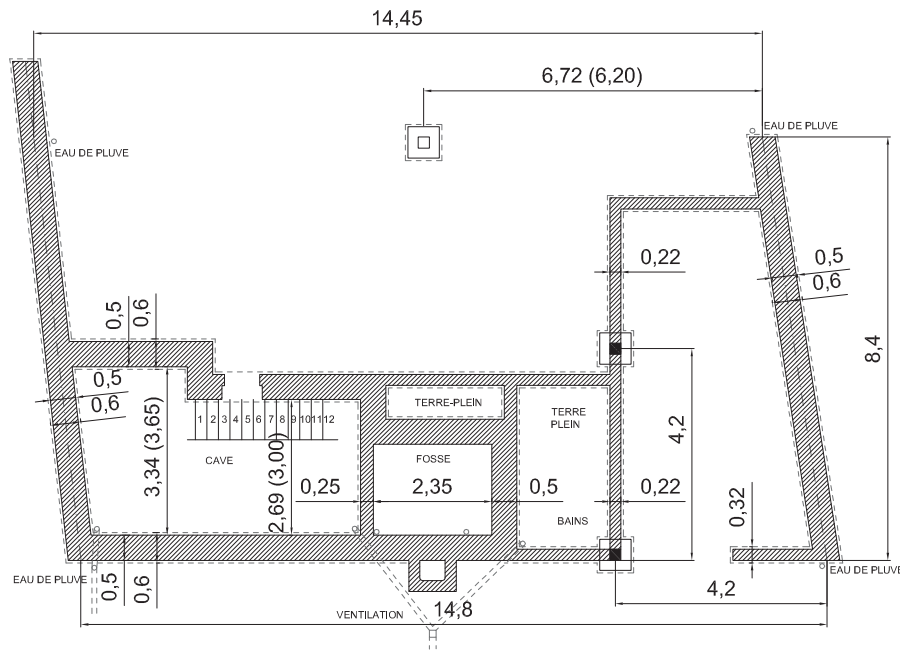 14,45
6,72 (6,20)
EAU DE PLUVE
EAU DE PLUVE
0,22
0,5
0,6
0,5
0,6
8,4
0,5
0,6
TERRE-PLEIN
TERRE
PLEIN
1 2 3 4 5 6 7 8 9 10 11 12
4,2
3,34 (3,65)
CAVE
2,69 (3,00)
FOSSE
0,25
2,35
0,5
0,22
0,32
BAINS
EAU DE PLUVE
0,5
0,6
EAU DE PLUVE
4,2
VENTILATION
14,8